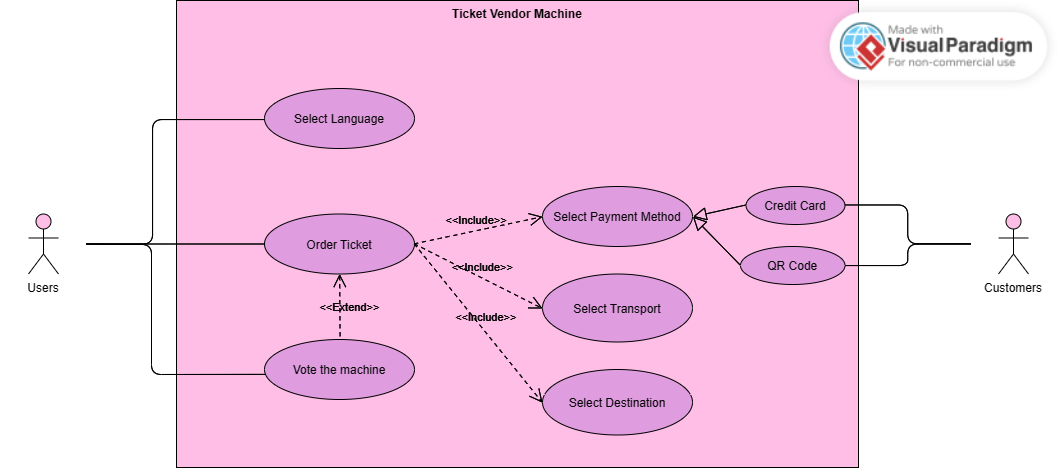 Ticket Vendor Machine
Made with
Visual Paradigm
For non-commercial use
Select Language
Credit Card
<<Include>>
Select Payment Method
Order Ticket
QR Code
<<Include>>
Users
Customers
<<Extend>>
Select Transport
<<Include>>
Vote the machine
Select Destination